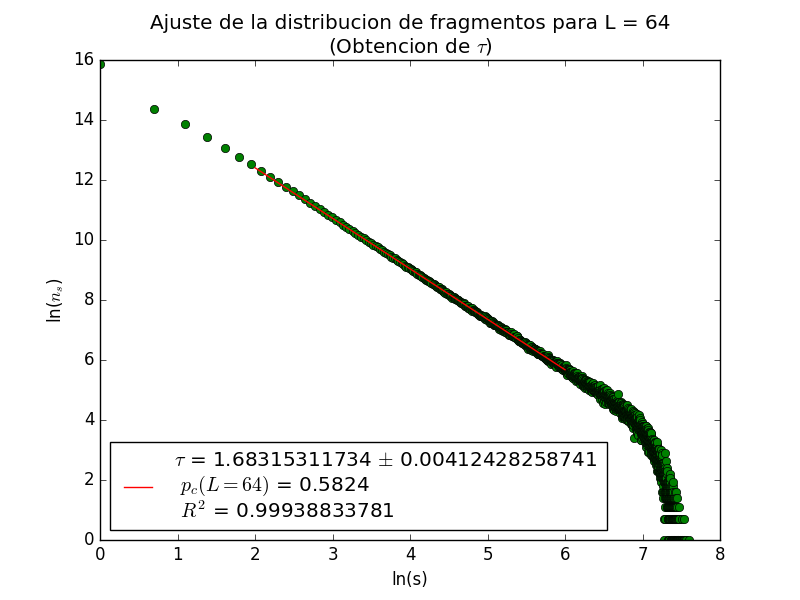 Ajuste de la distribucion de fragmentos para L = 64
(Obtencion de τ)
16
14
12
10
8
6
4
2
0
ln(n_s)
τ = 1.68315311734 ± 0.00412428258741
p_c(L = 64) = 0.5824
R^2 = 0.99938833781
0 1 2 3 4 5 6 7 8
ln(s)